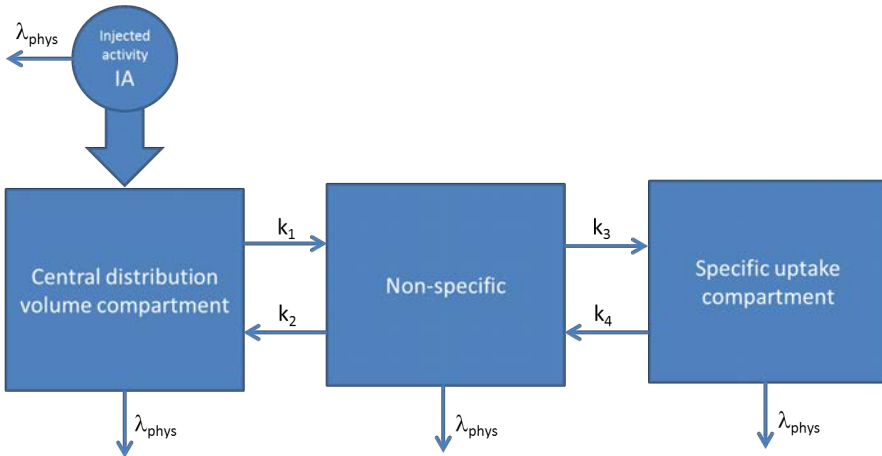 λphys
Injected
activity
IA
k1
k3
Central distribution
volume compartment
Non-specific
Specific uptake
compartment
k2
k4
λphys
λphys
λphys